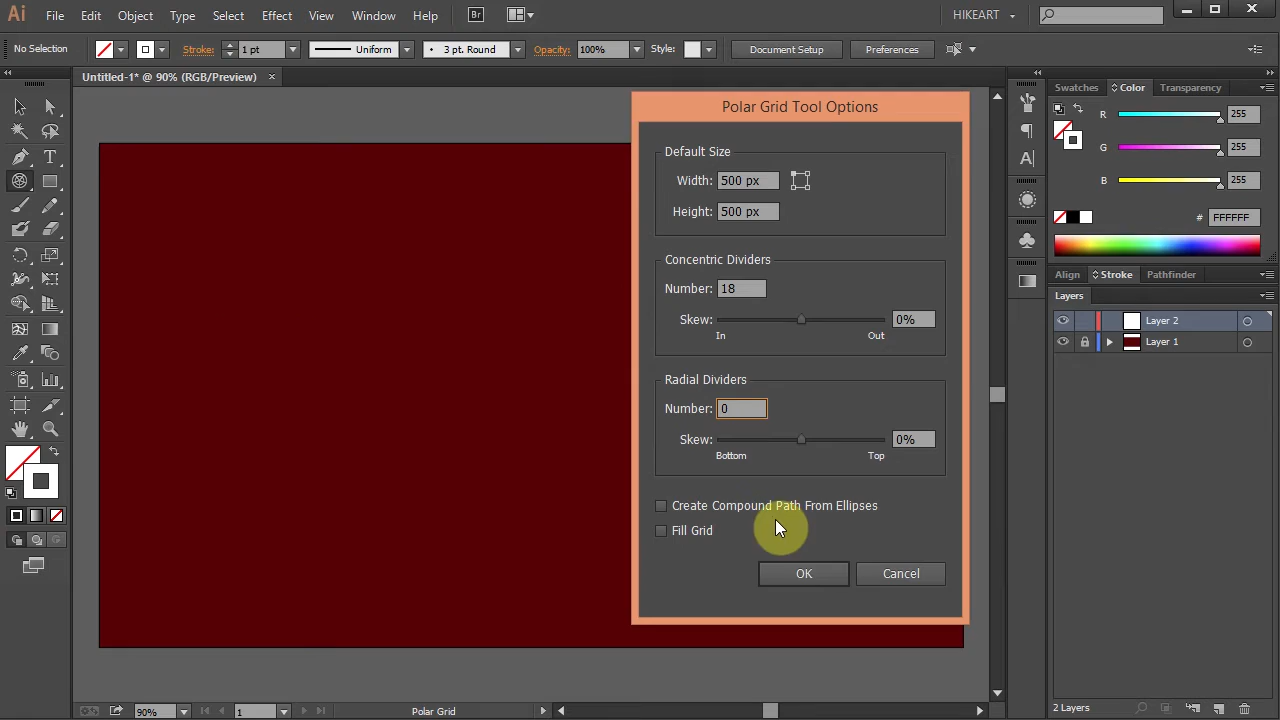 Ai File Edit Object Type Select Effect View Window Help Br HIKEART
No Selection Stroke: 1 pt Uniform 3 pt. Round Opacity: 100% Style: Document Setup Preferences
Untitled-1* @ 90% (RGB/Preview)
Polar Grid Tool Options
Default Size
Width: 500 px
Height: 500 px
Concentric Dividers
Number: 18
Skew: 0%
In Out
Radial Dividers
Number: 0
Skew: 0%
Bottom Top
Create Compound Path From Ellipses
Fill Grid
OK Cancel
Swatches Color Transparency
R 255
G 255
B 255
# FFFFFF
Align Stroke Pathfinder
Layers
Layer 2
Layer 1
2 Layers
90% 1 Polar Grid